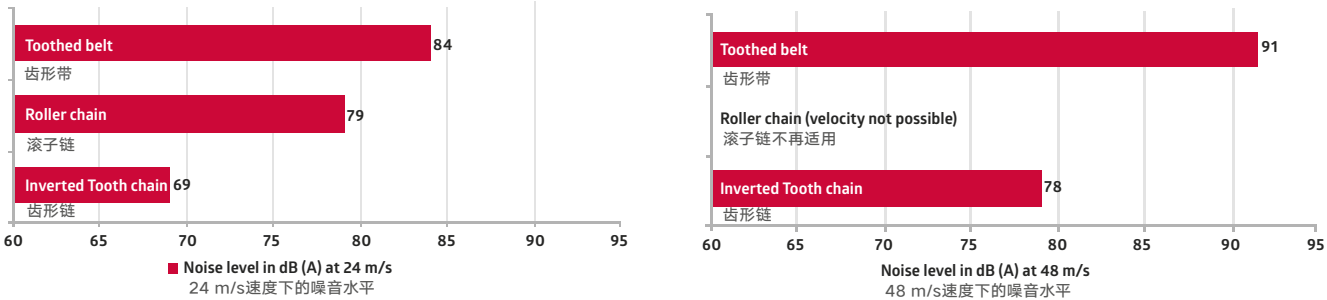 Toothed belt
84
齿形带
Roller chain
79
滚子链
Inverted Tooth chain 69
齿形链
60 65 70 75 80 85 90 95
Noise level in dB (A) at 24 m/s
24 m/s速度下的噪音水平
Toothed belt
91
齿形带
Roller chain (velocity not possible)
滚子链不再适用
Inverted Tooth chain
78
齿形链
60 65 70 75 80 85 90 95
Noise level in dB (A) at 48 m/s
48 m/s速度下的噪音水平